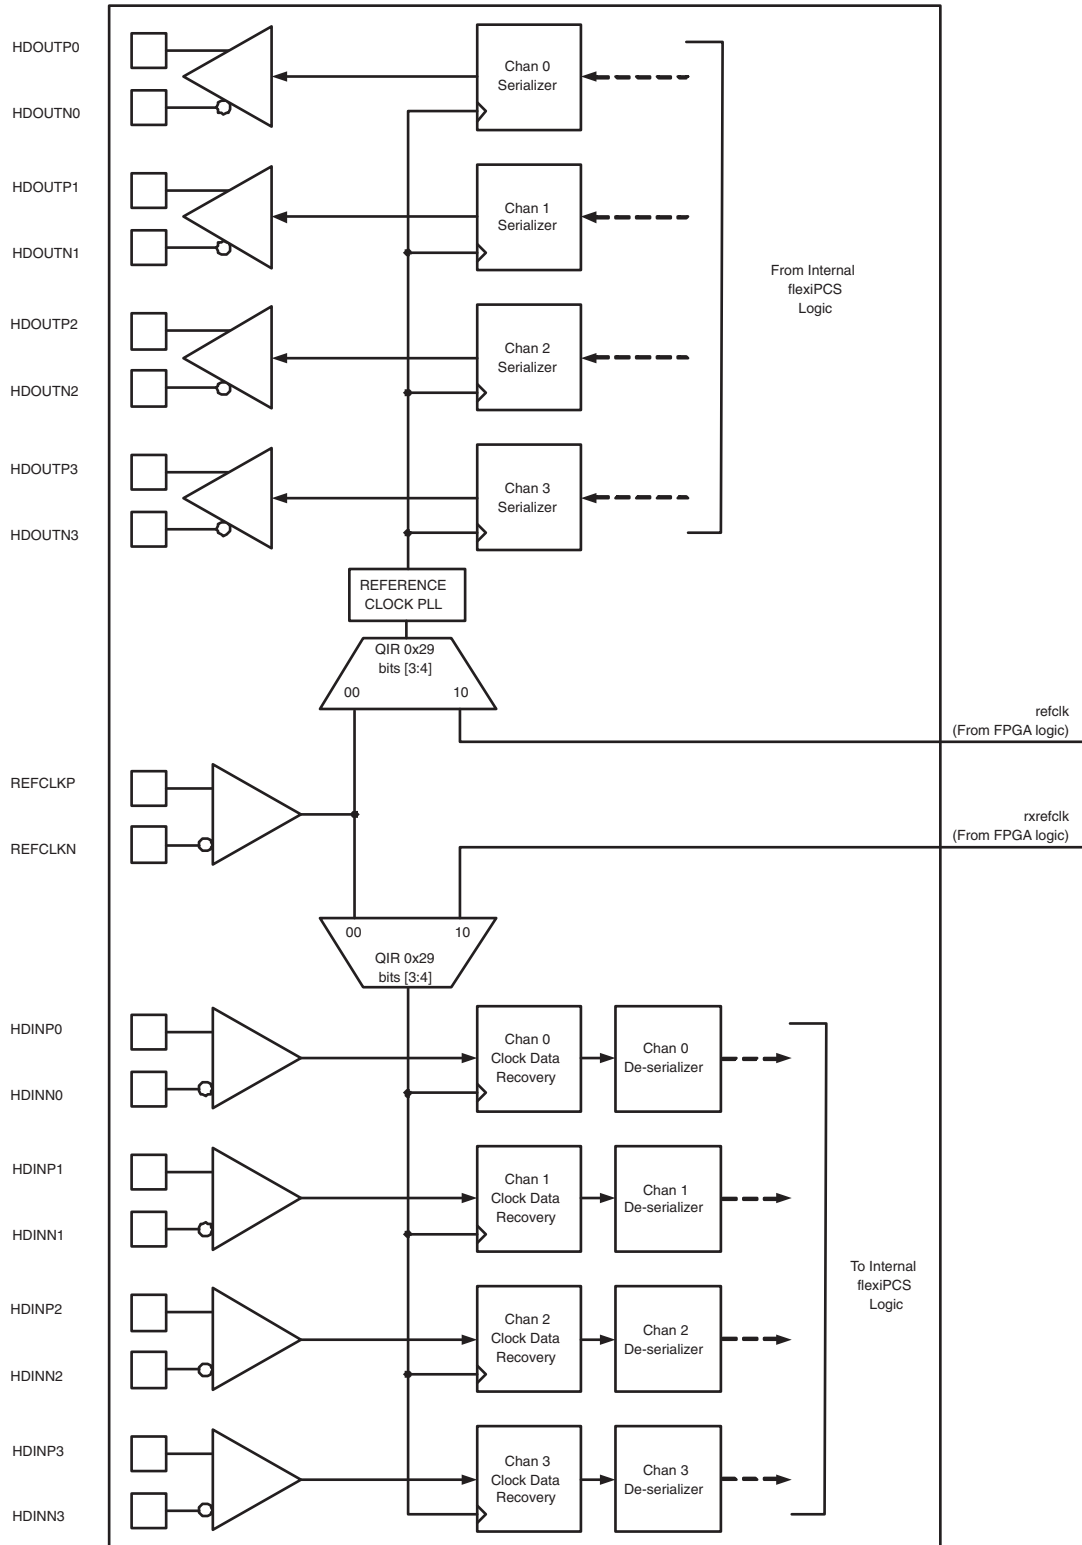 HDOUTP0
HDOUTN0
Chan 0
Serializer
HDOUTP1
HDOUTN1
Chan 1
Serializer
From Internal
flexiPCS
Logic
HDOUTP2
HDOUTN2
Chan 2
Serializer
HDOUTP3
HDOUTN3
Chan 3
Serializer
REFERENCE
CLOCK PLL
QIR 0x29
bits [3:4]
00
10
refclk
(From FPGA logic)
REFCLKP
REFCLKN
rxrefclk
(From FPGA logic)
00
10
QIR 0x29
bits [3:4]
HDINP0
HDINN0
Chan 0
Clock Data
Recovery
Chan 0
De-serializer
HDINP1
HDINN1
Chan 1
Clock Data
Recovery
Chan 1
De-serializer
To Internal
flexiPCS
Logic
HDINP2
HDINN2
Chan 2
Clock Data
Recovery
Chan 2
De-serializer
HDINP3
HDINN3
Chan 3
Clock Data
Recovery
Chan 3
De-serializer